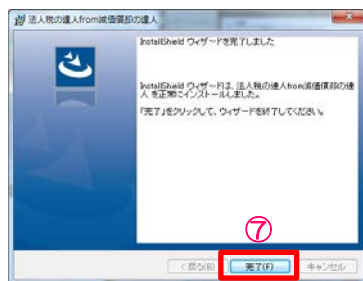 法人税の達人from減価償却の達人
InstallShield ウィザードを完了しました
InstallShield ウィザードは、法人税の達人from減価償却の達
人 を正常にインストールしました。
「完了」をクリックして、ウィザードを終了してください。
⑦
< 戻る(B)
完了(F)
キャンセル